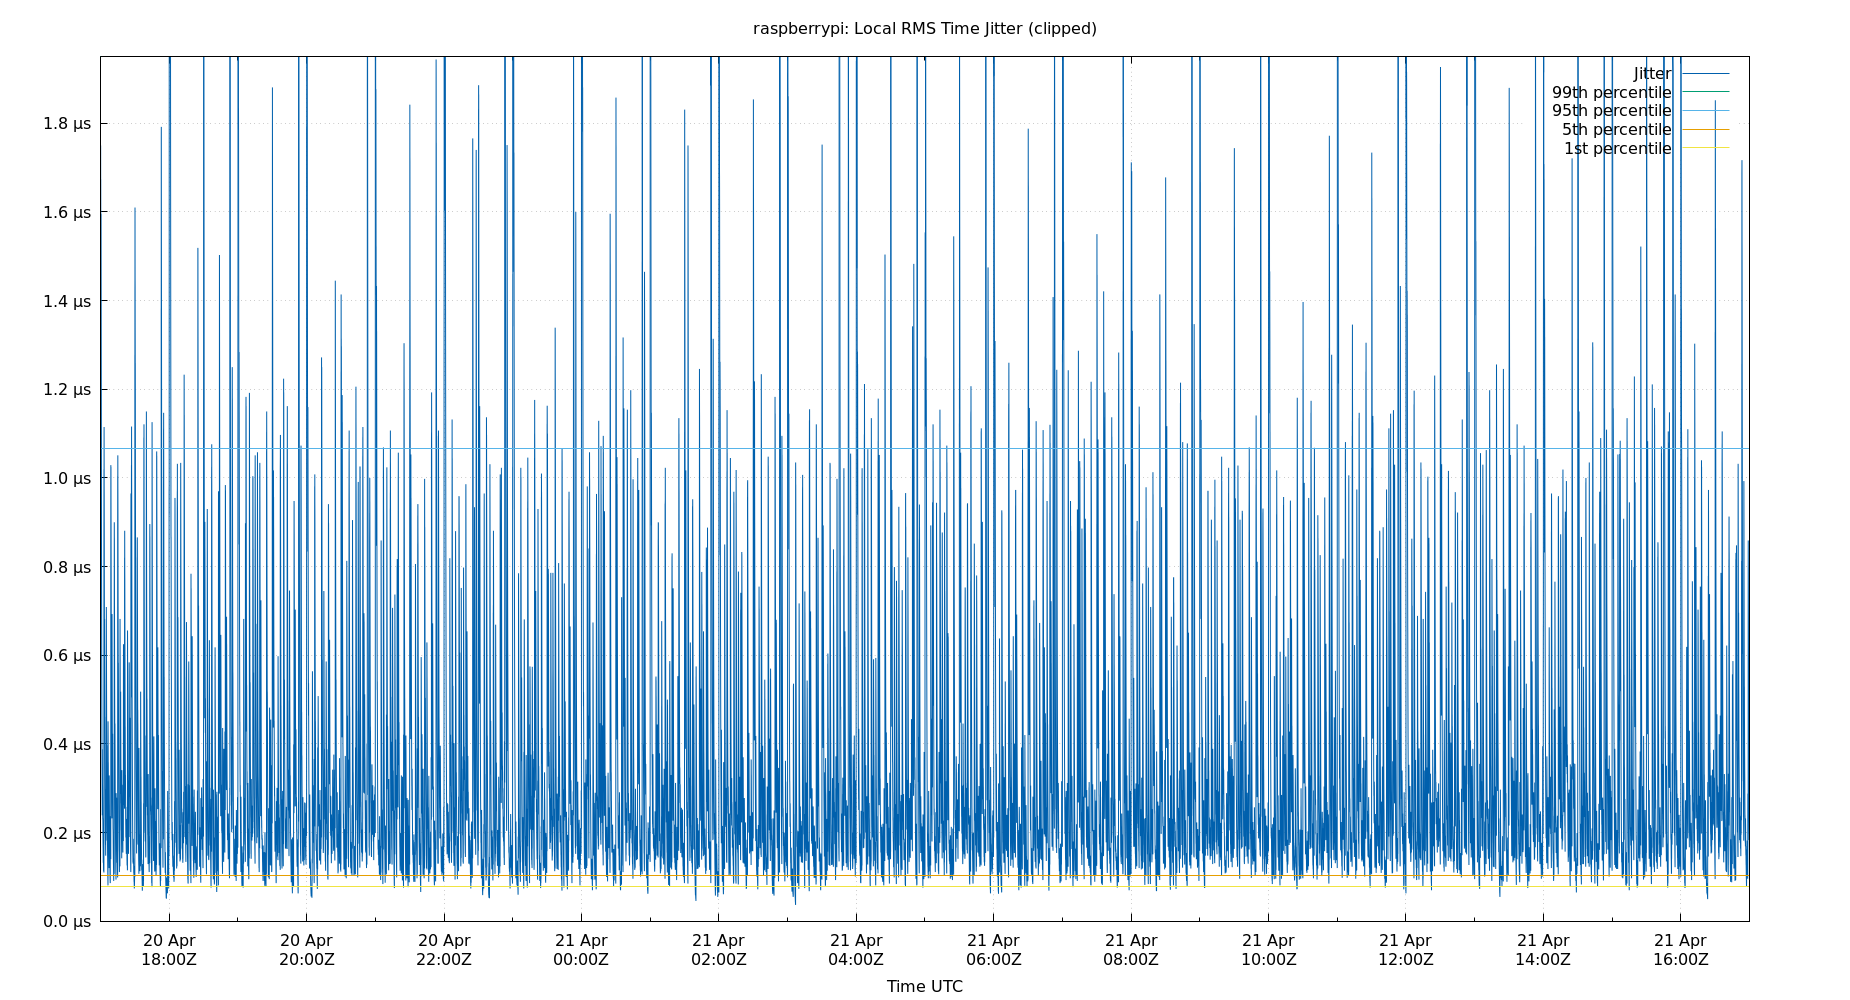 raspberrypi: Local RMS Time Jitter (clipped)
Jitter
99th percentile
95th percentile
5th percentile
1st percentile
1.8 µs
1.6 µs
1.4 µs
1.2 µs
1.0 µs
0.8 µs
0.6 µs
0.4 µs
0.2 µs
0.0 µs
20 Apr 20 Apr 20 Apr 21 Apr 21 Apr 21 Apr 21 Apr 21 Apr 21 Apr 21 Apr 21 Apr 21 Apr
18:00Z 20:00Z 22:00Z 00:00Z 02:00Z 04:00Z 06:00Z 08:00Z 10:00Z 12:00Z 14:00Z 16:00Z
Time UTC